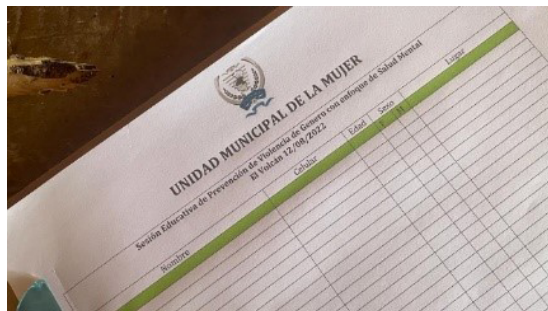 UNIDAD MUNICIPAL DE LA MUJER
Sesión Educativa de Prevención de Violencia de Genero con enfoque de Salud Mental
El Volcán 12/08/2022
Nombre Celular Edad Sexo Lugar
F H